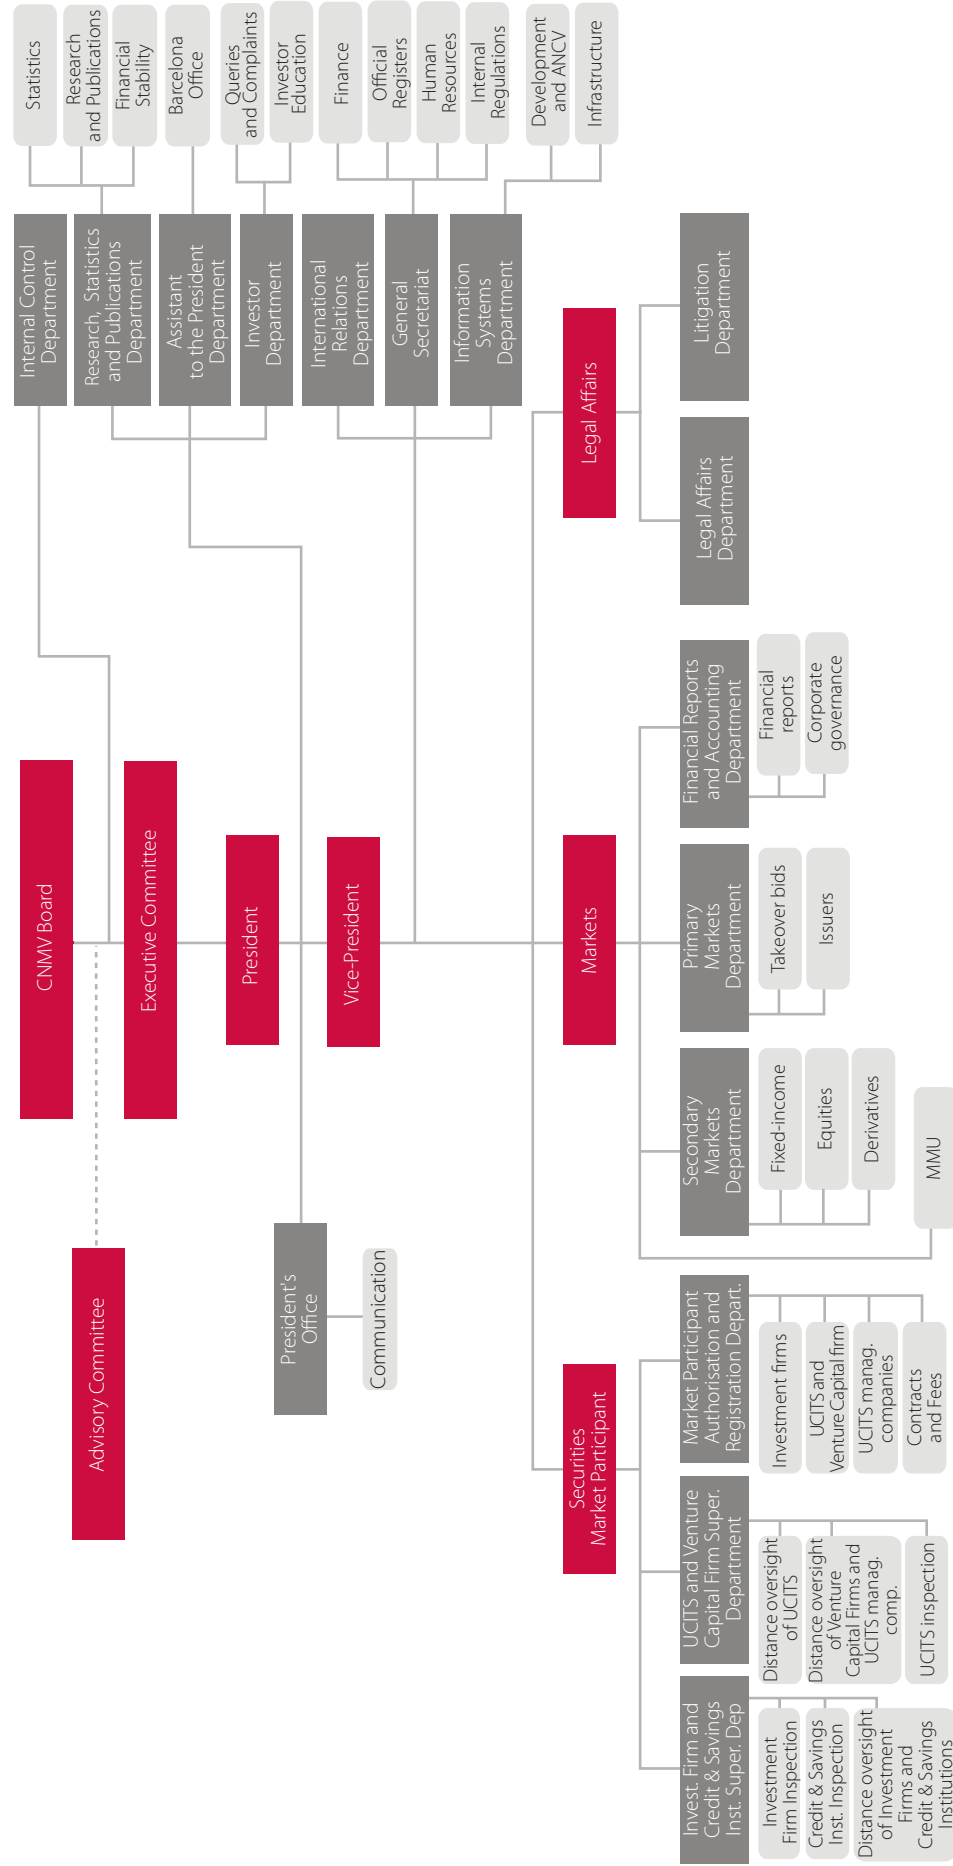 CNMV Board
Advisory Committee
Executive Committee
President
President's
Office
Communication
Vice-President
Internal Control
Department
Research, Statistics
and Publications
Department
Statistics
Research
and Publications
Financial
Stability
Assistant
to the President
Department
Barcelona
Office
Investor
Department
Queries
and Complaints
Investor
Education
International
Relations
Department
General
Secretariat
Finance
Official
Registers
Human
Resources
Internal
Regulations
Information
Systems
Department
Development
and ANCV
Infrastructure
Securities
Market Participant
Markets
Legal Affairs
Invest. Firm and
Credit & Savings
Inst. Super. Dep
Investment
Firm Inspection
Credit & Savings
Inst. Inspection
Distance oversight
of Investment
Firms and
Credit & Savings
Institutions
UCITS and Venture
Capital Firm Super.
Department
Distance oversight
of UCITS
Distance oversight
of Venture
Capital Firms and
UCITS manag.
comp.
UCITS inspection
Market Participant
Authorisation and
Registration Depart.
Investment firms
UCITS and
Venture Capital firm
UCITS manag.
companies
Contracts
and Fees
Secondary
Markets
Department
Fixed-income
Equities
Derivatives
MMU
Primary
Markets
Department
Takeover bids
Issuers
Financial Reports
and Accounting
Department
Financial
reports
Corporate
governance
Legal Affairs
Department
Litigation
Department